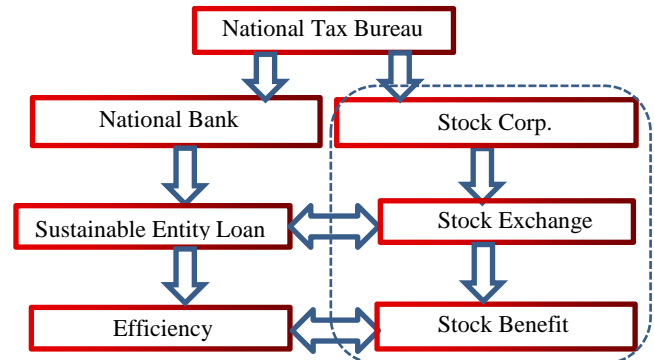 National Tax Bureau
National Bank
Stock Corp.
Sustainable Entity Loan
Stock Exchange
Efficiency
Stock Benefit